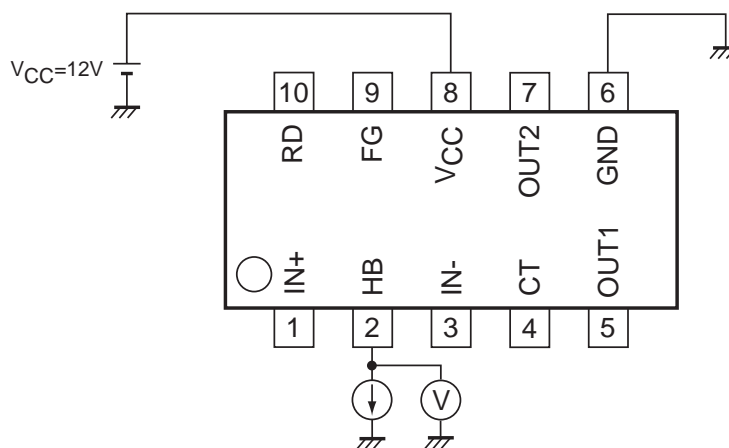 VCC=12V
10 9 8 7 6
RD FG VCC OUT2 GND
IN+ HB IN- CT OUT1
1 2 3 4 5
V